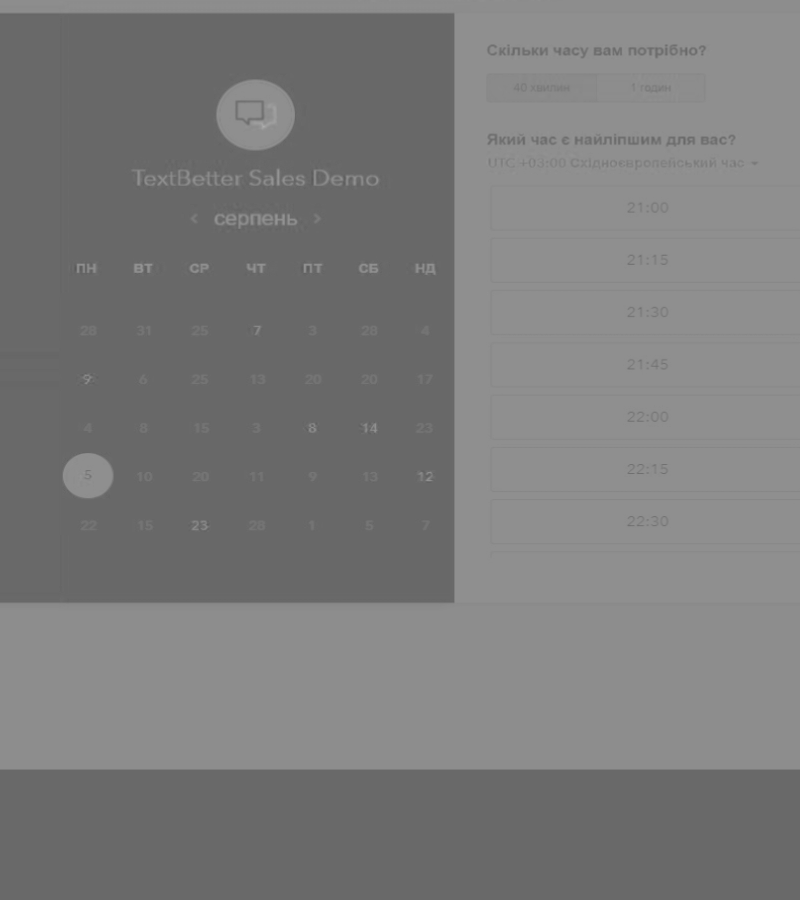 TextBetter Sales Demo
< серпень >
ПН ВТ СР ЧТ ПТ СБ НД
28 31 25 7 3 28 4
9 6 25 13 20 20 17
4 8 15 3 8 14 23
5 10 20 11 9 13 12
22 15 23 28 1 5 7
Скільки часу вам потрібно?
40 хвилин 1 годин
Який час є найліпшим для вас?
UTC +03:00 Східноєвропейський час
21:00
21:15
21:30
21:45
22:00
22:15
22:30